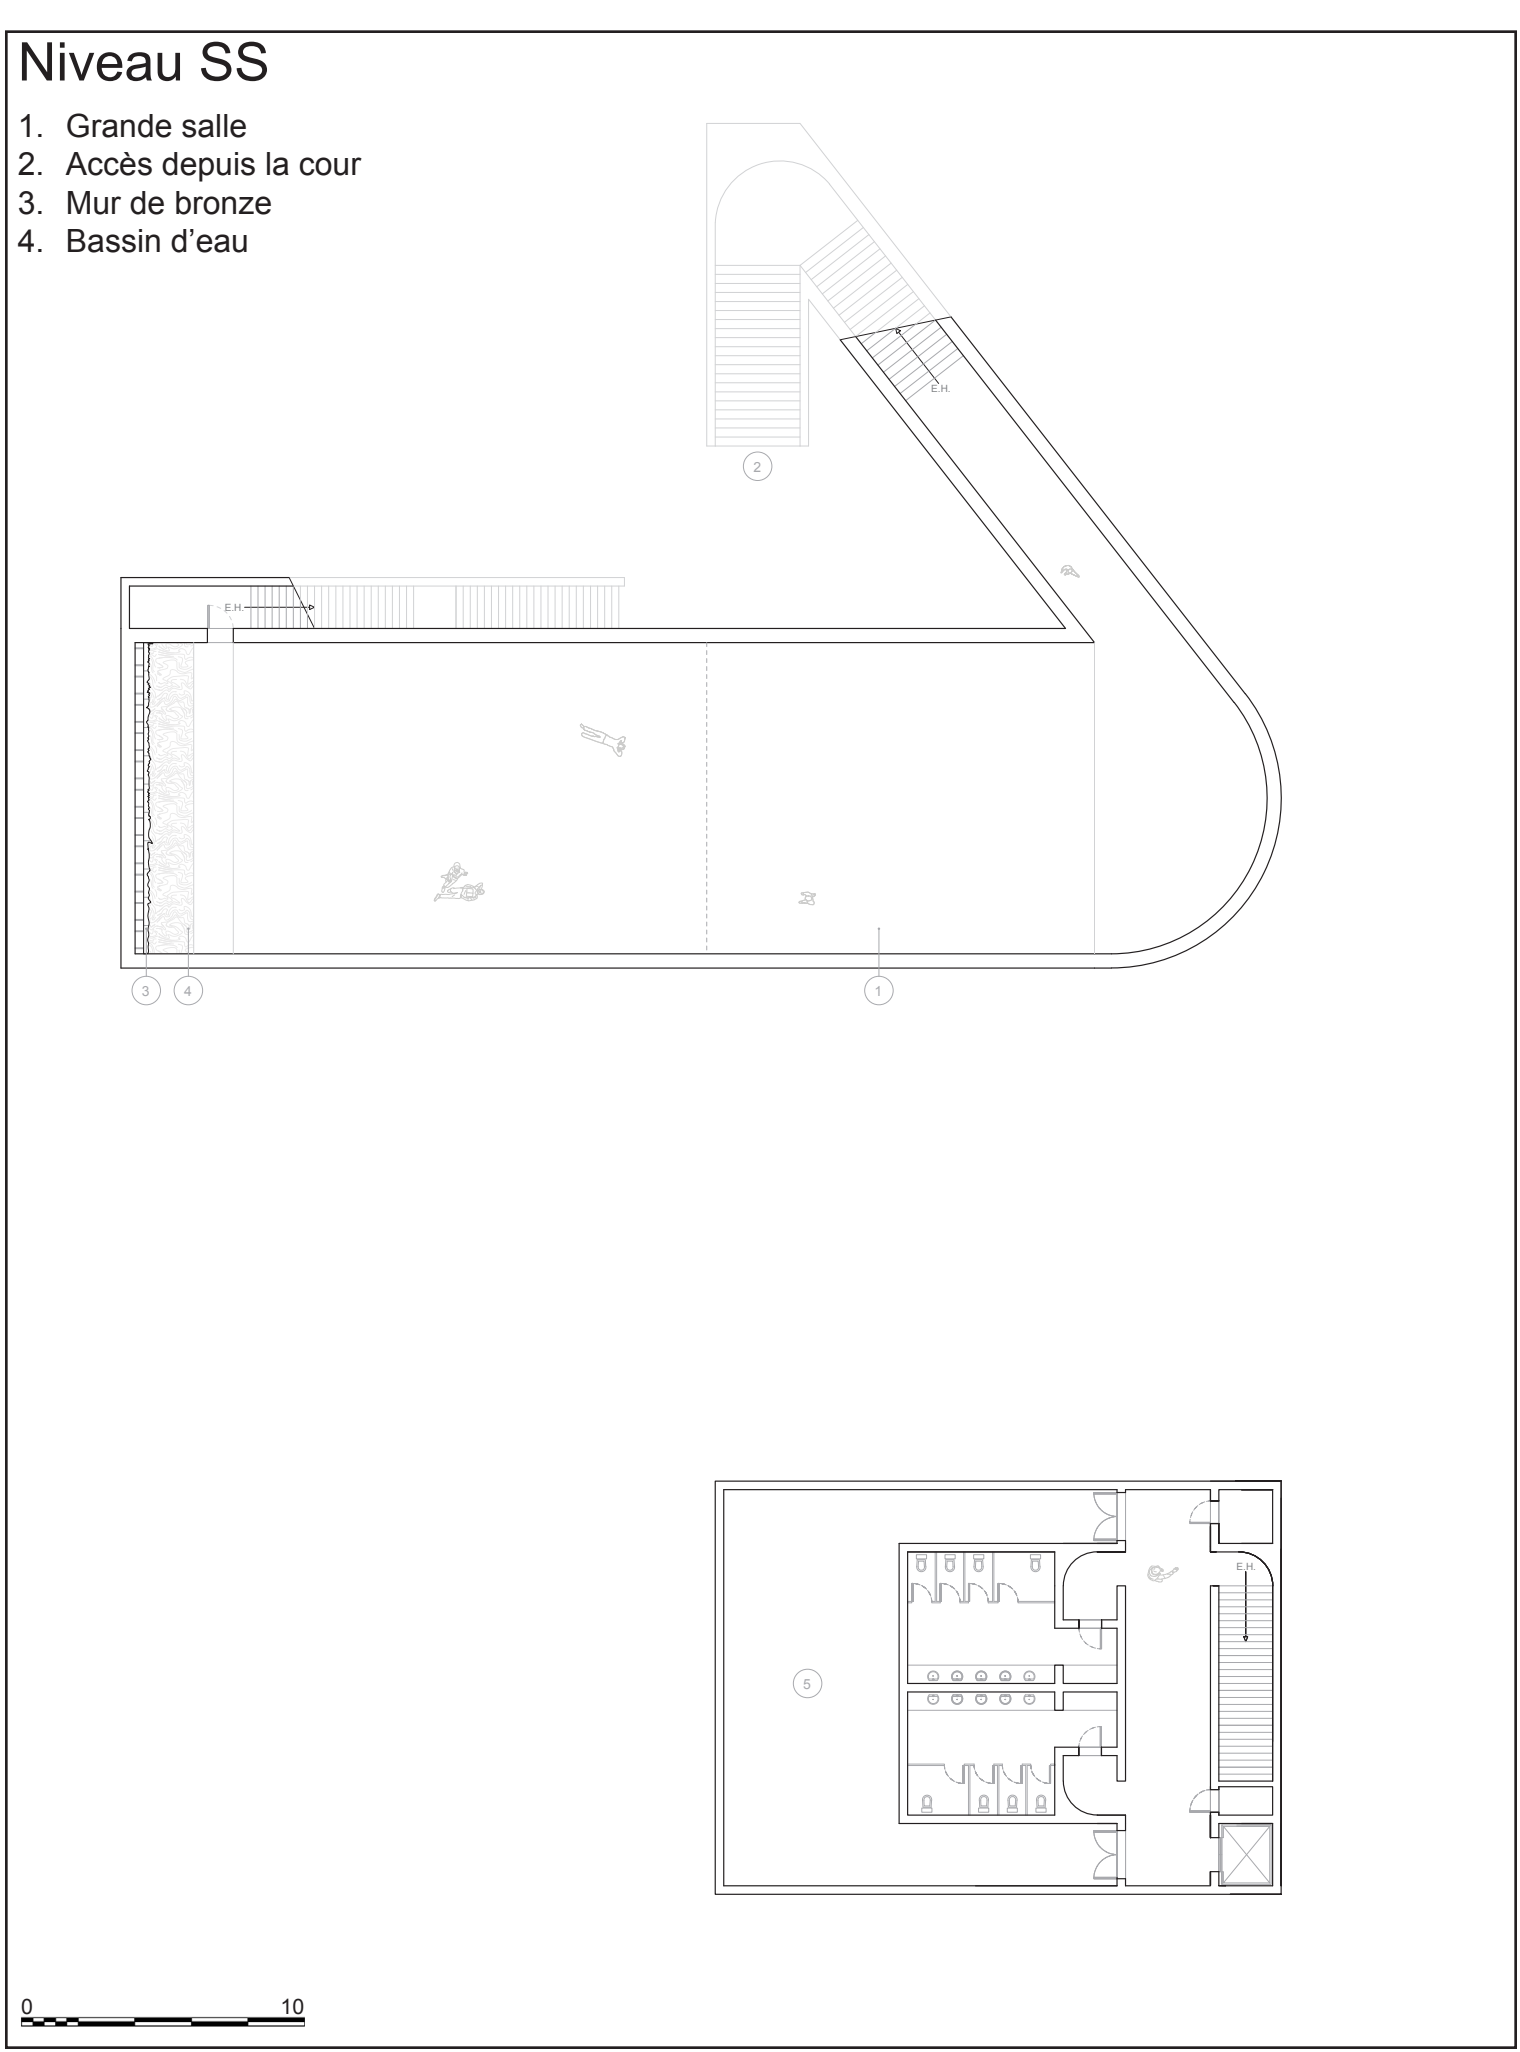 Niveau SS
1. Grande salle
2. Accès depuis la cour
3. Mur de bronze
4. Bassin d'eau
E.H.
2
E.H.
3
4
1
E.H.
5
0 10